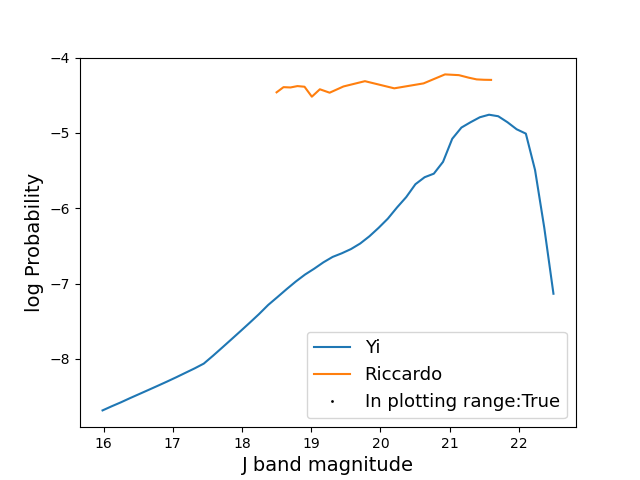 −4
−5
−6
−7
−8
log Probability
Yi
Riccardo
In plotting range:True
16 17 18 19 20 21 22
J band magnitude